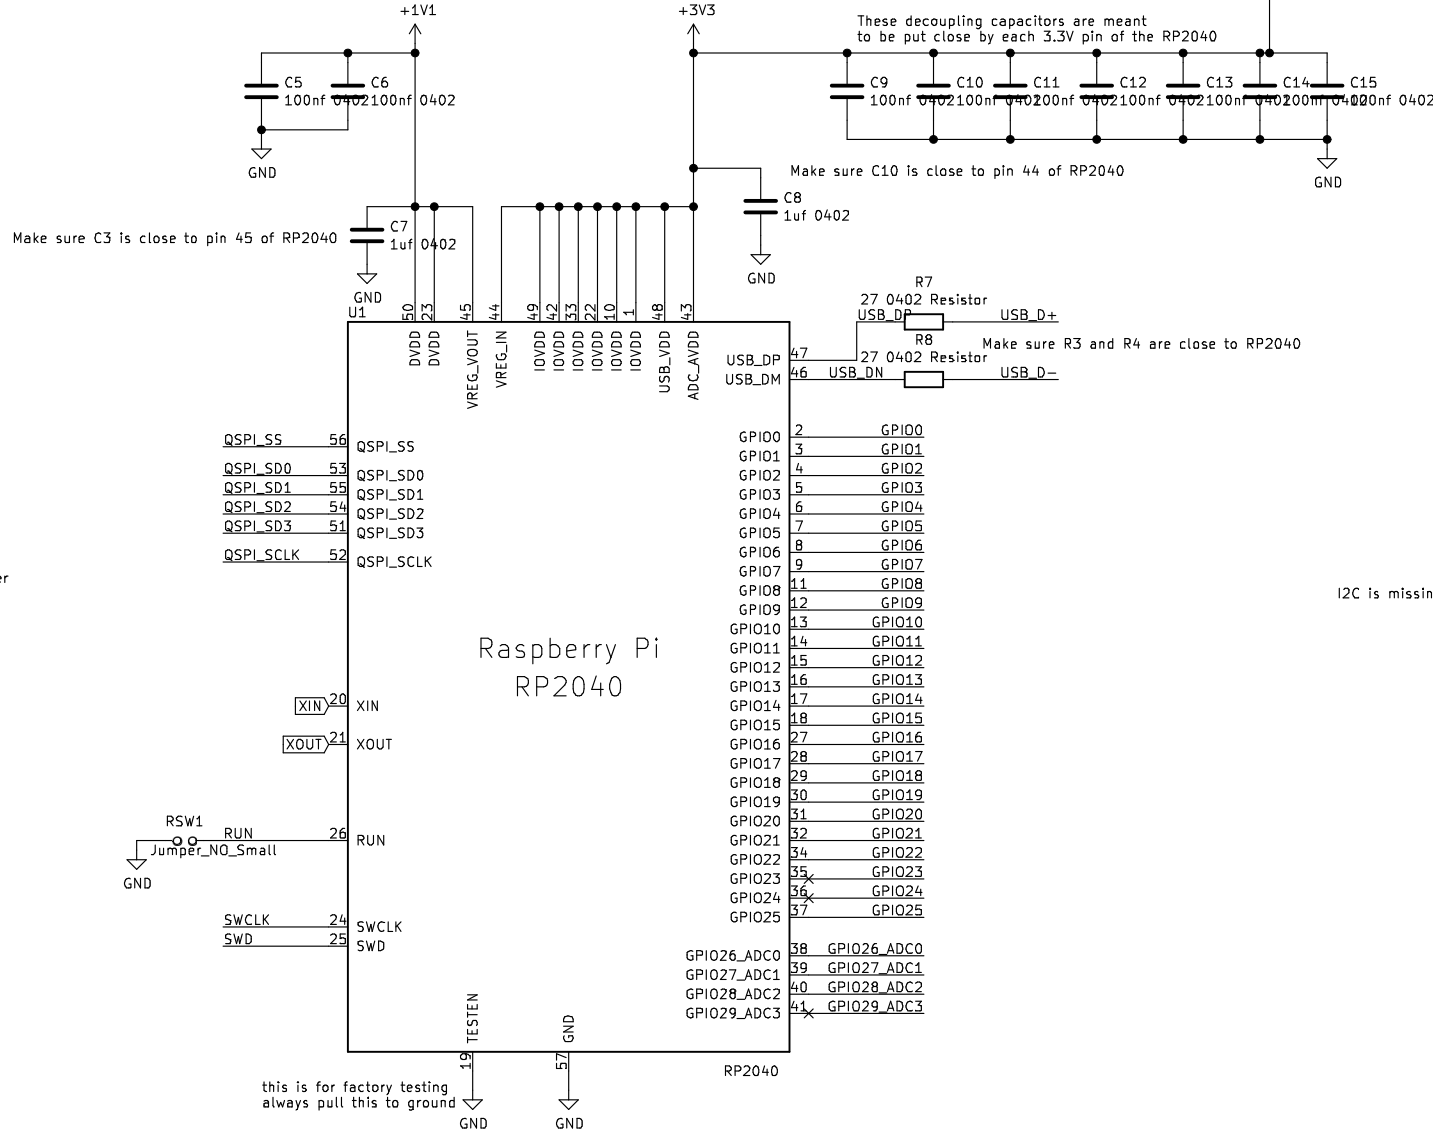 +1V1
+3V3
These decoupling capacitors are meant
to be put close by each 3.3V pin of the RP2040
C5
100nf 0402
C6
100nf 0402
C9
100nf 0402
C10
100nf 0402
C11
100nf 0402
C12
100nf 0402
C13
100nf 0402
C14
100nf 0402
C15
100nf 0402
GND
GND
Make sure C10 is close to pin 44 of RP2040
C8
1uf 0402
GND
Make sure C3 is close to pin 45 of RP2040
C7
1uf 0402
GND
U1
50
23
45
44
49
42
33
22
10
1
48
43
DVDD
DVDD
VREG_VOUT
VREG_IN
IOVDD
IOVDD
IOVDD
IOVDD
IOVDD
IOVDD
USB_VDD
ADC_AVDD
R7
27 0402 Resistor
USB_DP
USB_D+
R8
27 0402 Resistor
Make sure R3 and R4 are close to RP2040
USB_DP 47
USB_DM 46 USB_DN
USB_D-
QSPI_SS 56 QSPI_SS
QSPI_SD0 53 QSPI_SD0
QSPI_SD1 55 QSPI_SD1
QSPI_SD2 54 QSPI_SD2
QSPI_SD3 51 QSPI_SD3
QSPI_SCLK 52 QSPI_SCLK
er
Raspberry Pi
RP2040
XIN 20 XIN
XOUT 21 XOUT
RSW1
RUN 26 RUN
Jumper_NO_Small
GND
SWCLK 24 SWCLK
SWD 25 SWD
GPIO0 2 GPIO0
GPIO1 3 GPIO1
GPIO2 4 GPIO2
GPIO3 5 GPIO3
GPIO4 6 GPIO4
GPIO5 7 GPIO5
GPIO6 8 GPIO6
GPIO7 9 GPIO7
GPIO8 11 GPIO8
GPIO9 12 GPIO9
GPIO10 13 GPIO10
GPIO11 14 GPIO11
GPIO12 15 GPIO12
GPIO13 16 GPIO13
GPIO14 17 GPIO14
GPIO15 18 GPIO15
GPIO16 27 GPIO16
GPIO17 28 GPIO17
GPIO18 29 GPIO18
GPIO19 30 GPIO19
GPIO20 31 GPIO20
GPIO21 32 GPIO21
GPIO22 34 GPIO22
GPIO23 35 GPIO23
GPIO24 36 GPIO24
GPIO25 37 GPIO25
GPIO26_ADC0 38 GPIO26_ADC0
GPIO27_ADC1 39 GPIO27_ADC1
GPIO28_ADC2 40 GPIO28_ADC2
GPIO29_ADC3 41 GPIO29_ADC3
I2C is missin
TESTEN
19
GND
57
RP2040
this is for factory testing
always pull this to ground
GND
GND